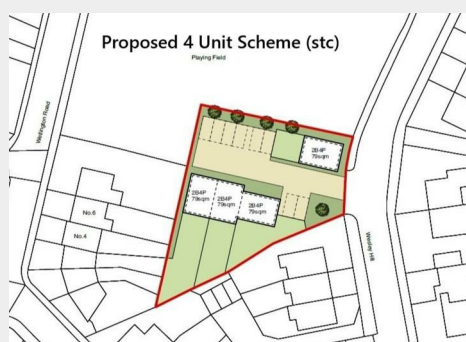 Proposed 4 Unit Scheme (stc)
Playing Field
Wellington Road
2B4P
79sqm
2B4P
79sqm
2B4P
79sqm
2B4P
79sqm
No.6
No.4
Wesley Hill